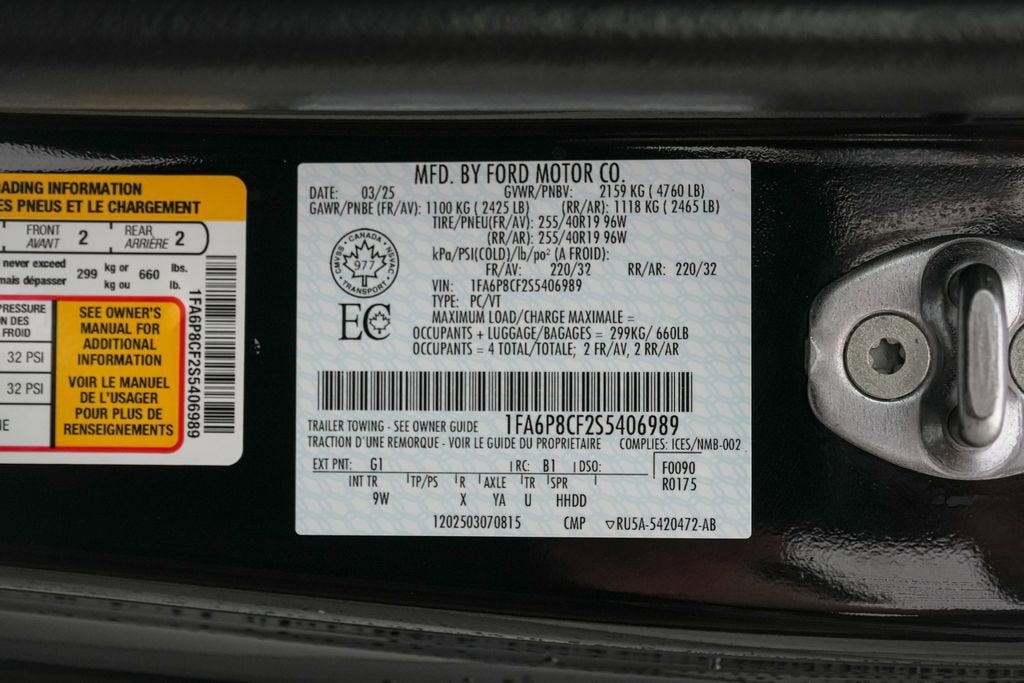 ADING INFORMATION
ES PNEUS ET LE CHARGEMENT
FRONT
AVANT 2 REAR
ARRIÈRE 2
never exceed
mais dépasser 299 kg or
kg ou 660 lbs.
lb.
PRESSURE
N DES
FROID
32 PSI
32 PSI
NE
SEE OWNER'S
MANUAL FOR
ADDITIONAL
INFORMATION
VOIR LE MANUEL
DE L'USAGER
POUR PLUS DE
RENSEIGNEMENTS
1FA6P8CF2S5406989
MFD. BY FORD MOTOR CO.
DATE: 03/25 GVWR/PNBV: 2159 KG ( 4760 LB)
GAWR/PNBE (FR/AV): 1100 KG ( 2425 LB) (RR/AR): 1118 KG ( 2465 LB)
TIRE/PNEU(FR/AV): 255/40R19 96W
(RR/AR): 255/40R19 96W
kPa/PSI(COLD)/lb/po² (A FROID):
FR/AV: 220/32 RR/AR: 220/32
VIN: 1FA6P8CF2S5406989
TYPE: PC/VT
MAXIMUM LOAD/CHARGE MAXIMALE =
OCCUPANTS + LUGGAGE/BAGAGES = 299KG/ 660LB
OCCUPANTS = 4 TOTAL/TOTALE; 2 FR/AV, 2 RR/AR
CANADA
CMVSS NSVAC
977
TRANSPORT
EC
TRAILER TOWING - SEE OWNER GUIDE 1FA6P8CF2S5406989
TRACTION D'UNE REMORQUE - VOIR LE GUIDE DU PROPRIETAIRE COMPLIES: ICES/NMB-002
EXT PNT: G1 RC: B1 DSO: F0090
INT TR TP/PS R AXLE TR SPR R0175
9W X YA U HHDD
1202503070815 CMP ▽RU5A-5420472-AB